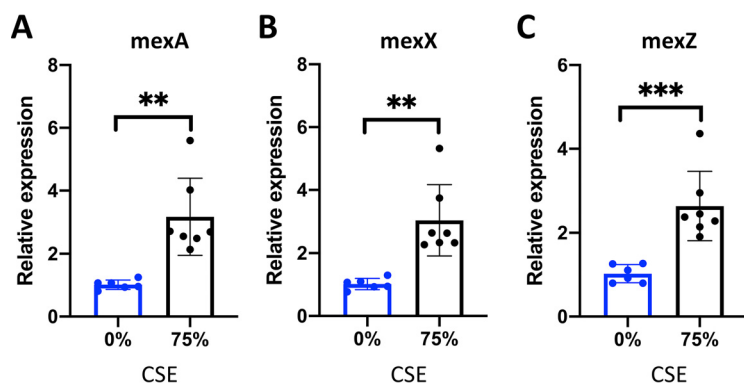 A
mexA
Relative expression
8
6
4
2
0
**
0% 75%
CSE
B
mexX
Relative expression
8
6
4
2
0
**
0% 75%
CSE
C
mexZ
Relative expression
6
4
2
0
***
0% 75%
CSE